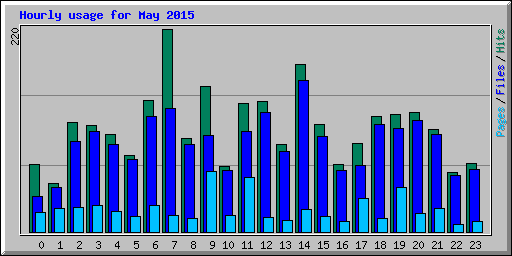 Hourly usage for May 2015
220
Pages/Files/Hits
0 1 2 3 4 5 6 7 8 9 10 11 12 13 14 15 16 17 18 19 20 21 22 23